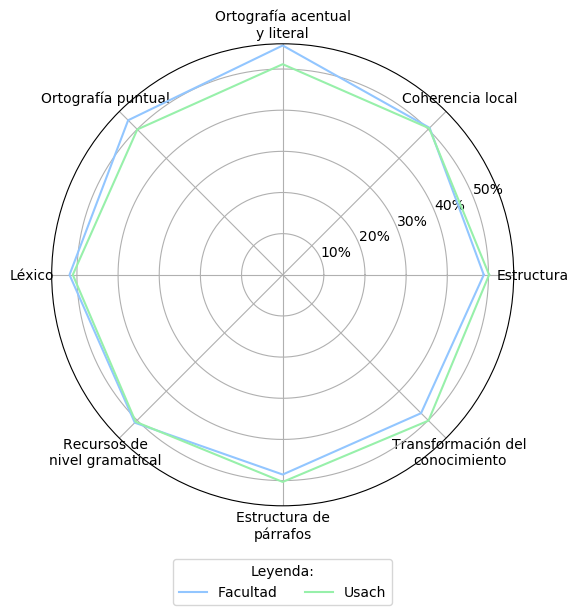 Ortografía acentual
y literal
Ortografía puntual
Coherencia local
50%
40%
30%
20%
10%
Léxico
Estructura
Recursos de
nivel gramatical
Transformación del
conocimiento
Estructura de
párrafos
Leyenda:
Facultad
Usach